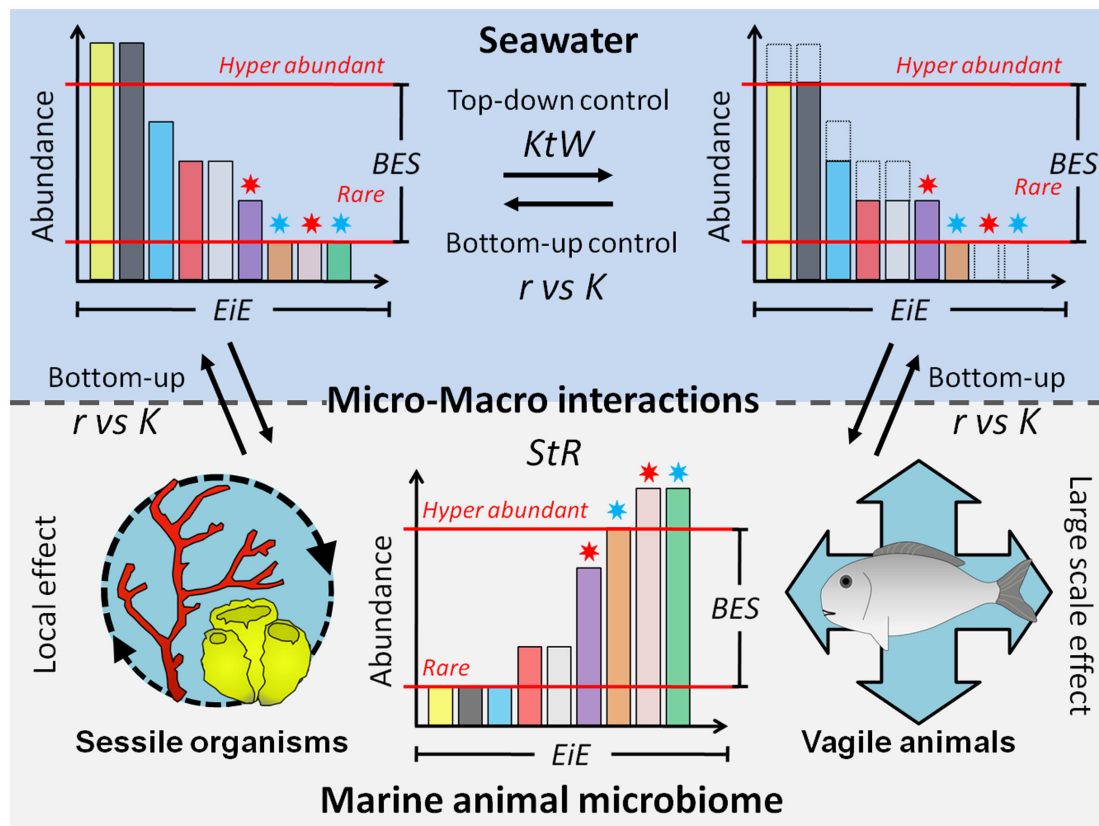 Seawater
Abundance
Hyper abundant
Rare
BES
EiE
Top-down control
KtW
Bottom-up control
r vs K
Abundance
Hyper abundant
Rare
BES
EiE
Bottom-up
r vs K
Micro-Macro interactions
Bottom-up
r vs K
StR
Local effect
Sessile organisms
Abundance
Hyper abundant
Rare
BES
EiE
Large scale effect
Vagile animals
Marine animal microbiome